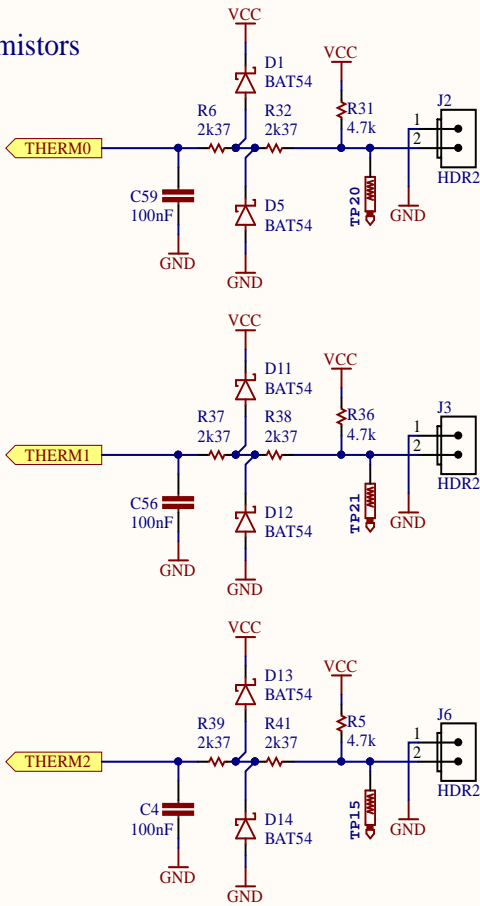 mistors
VCC
D1
BAT54
VCC
R6
2k37
R32
2k37
R31
4.7k
J2
1
2
HDR2
THERM0
C59
100nF
GND
D5
BAT54
GND
TP20
GND
VCC
D11
BAT54
VCC
R37
2k37
R38
2k37
R36
4.7k
J3
1
2
HDR2
THERM1
C56
100nF
GND
D12
BAT54
GND
TP21
GND
VCC
D13
BAT54
VCC
R39
2k37
R41
2k37
R5
4.7k
J6
1
2
HDR2
THERM2
C4
100nF
GND
D14
BAT54
GND
TP15
GND